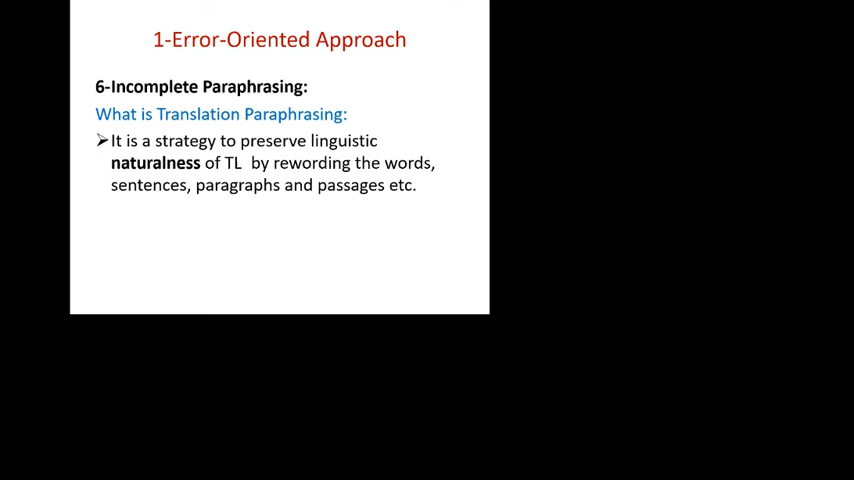 1-Error-Oriented Approach
6-Incomplete Paraphrasing:
What is Translation Paraphrasing:
➢It is a strategy to preserve linguistic
naturalness of TL by rewording the words,
sentences, paragraphs and passages etc.